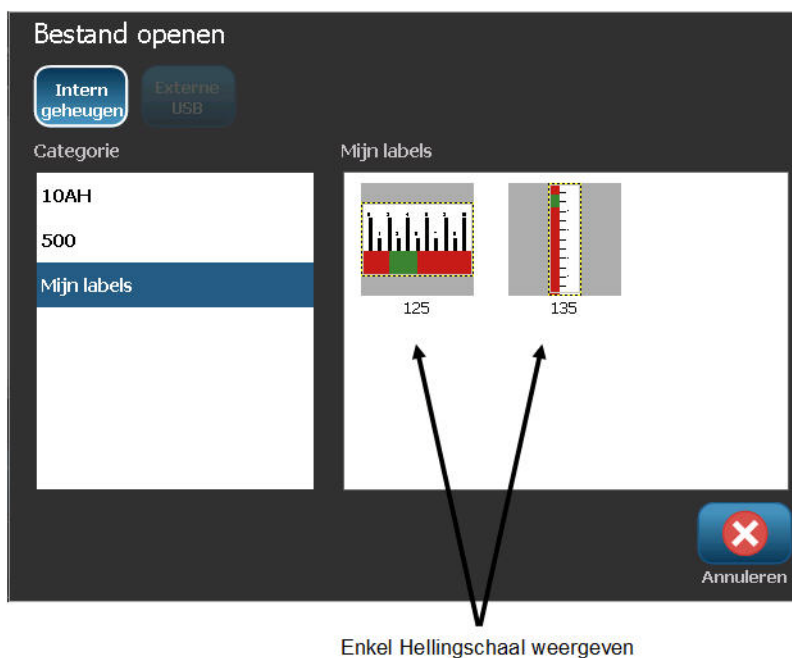 Bestand openen
Intern
geheugen
Externe
USB
Categorie
Mijn labels
10AH
500
Mijn labels
125
135
Annuleren
Enkel Hellingschaal weergeven